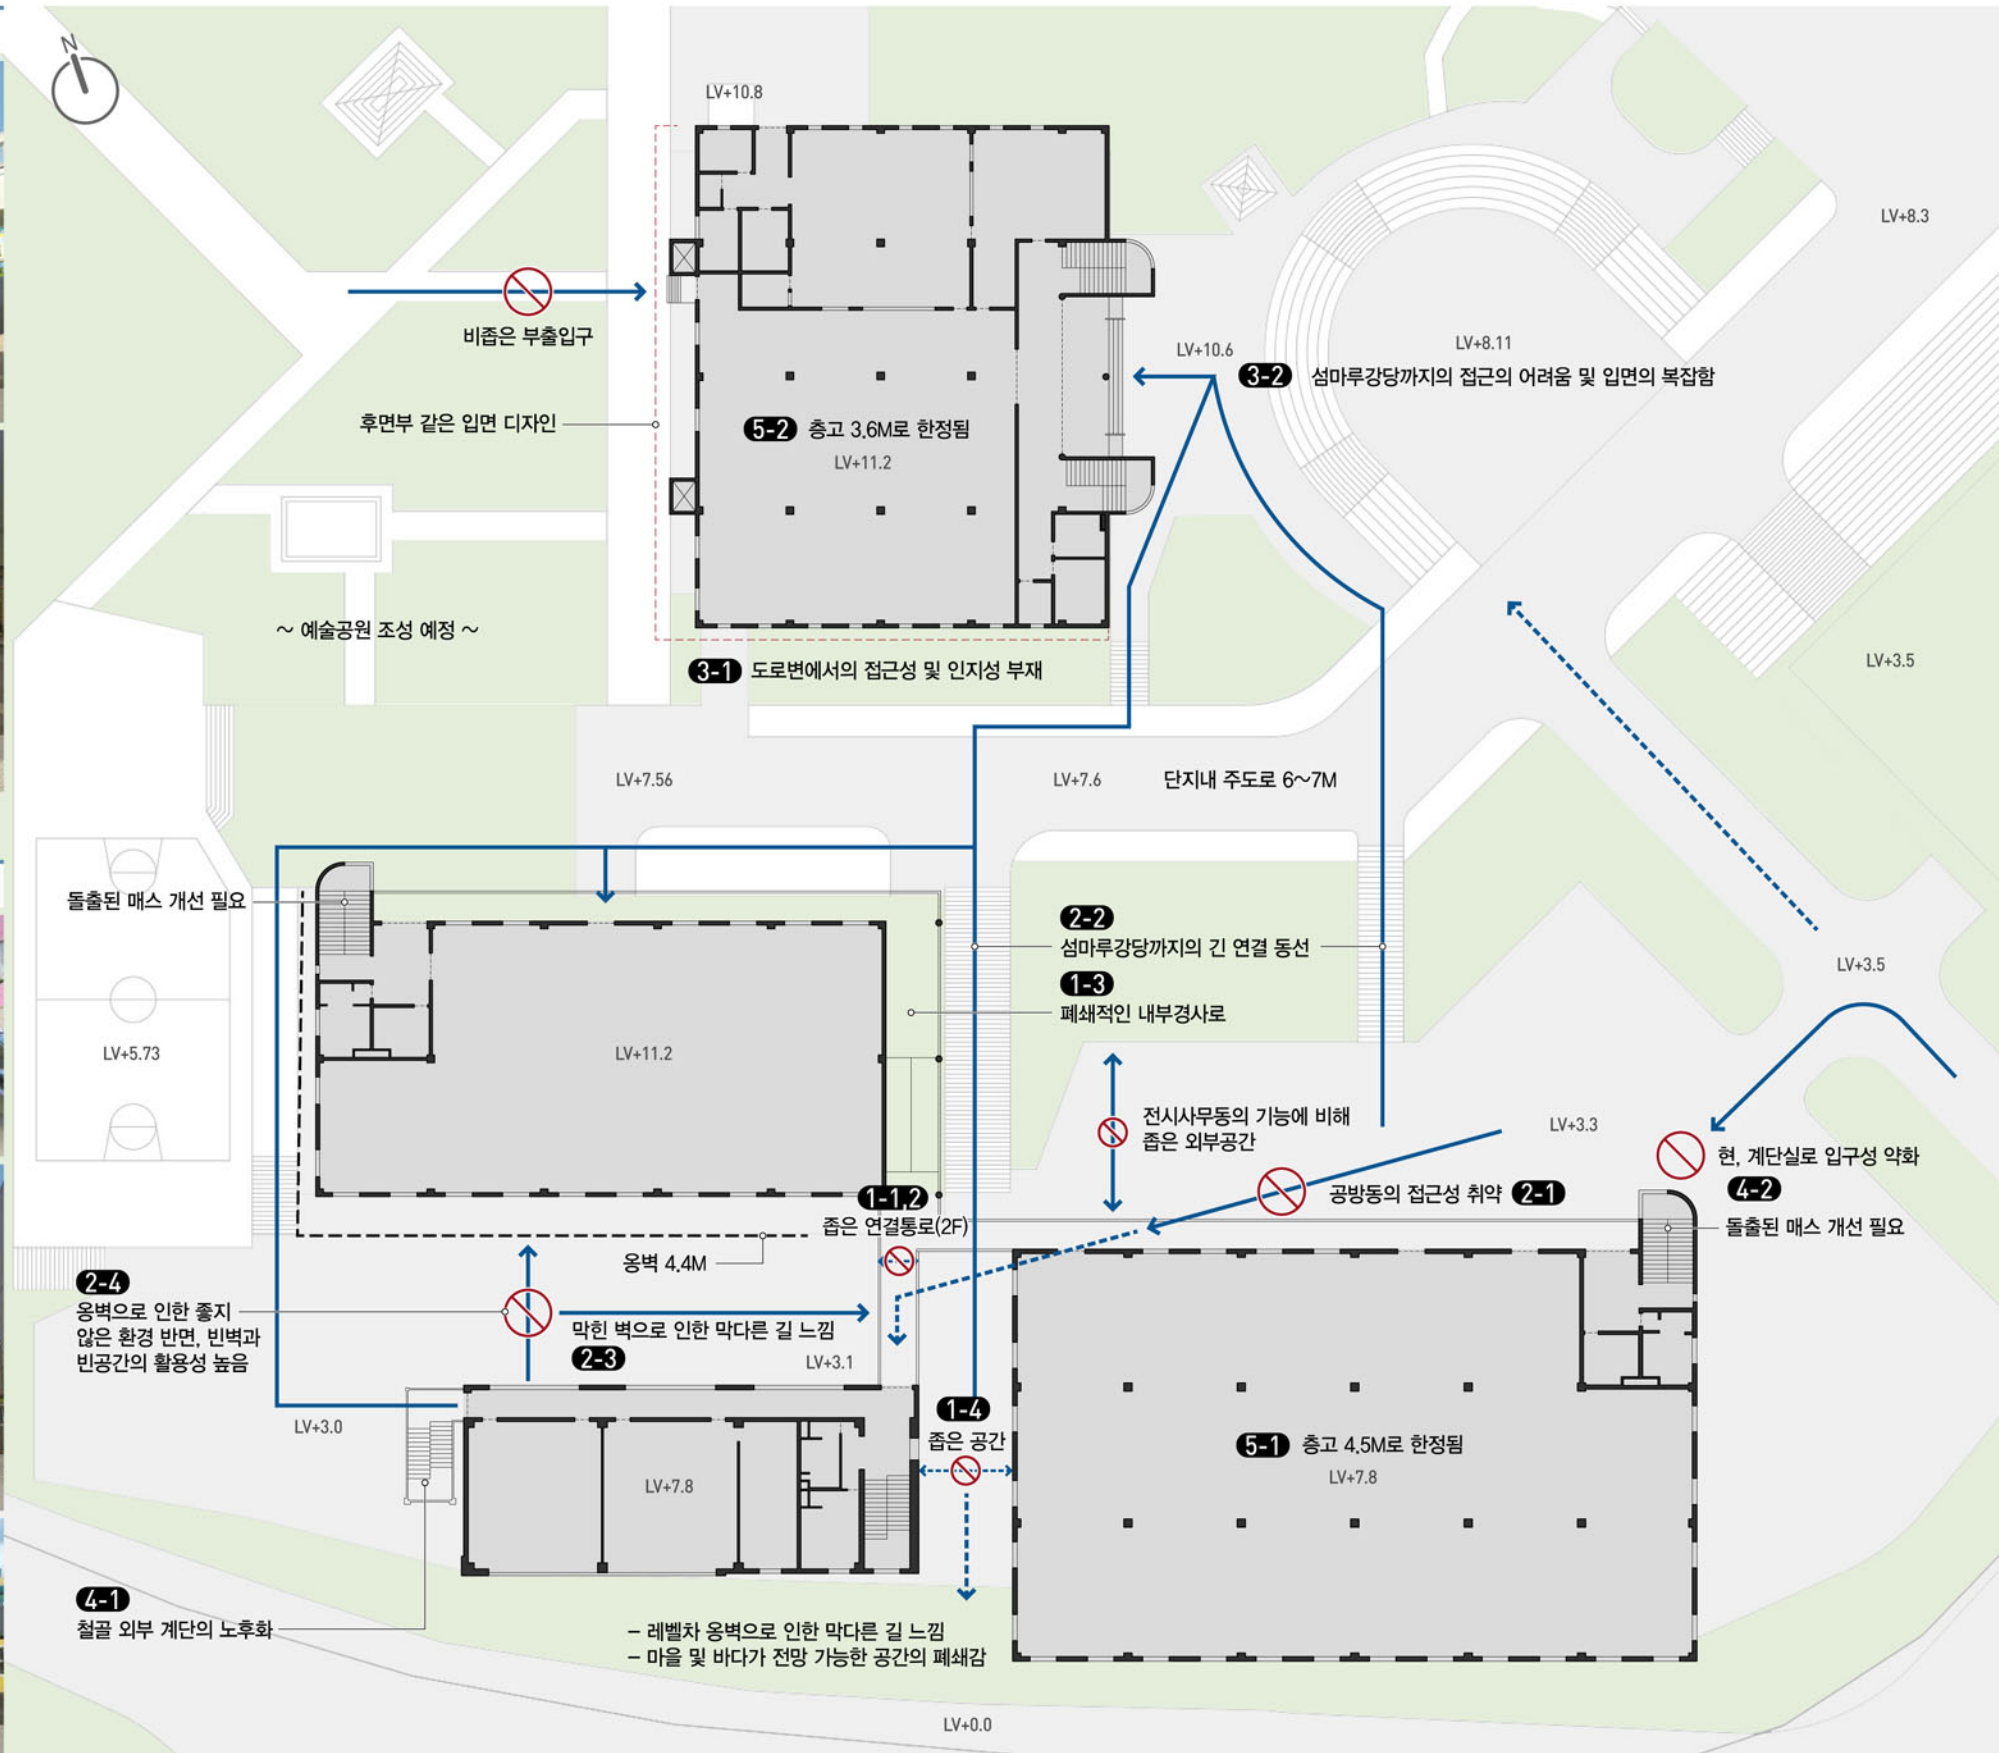 N
LV+10.8
LV+8.3
비좁은 부출입구
LV+10.6
LV+8.11
3-2 섬마루강당까지의 접근의 어려움 및 입면의 복잡함
후면부 같은 입면 디자인
5-2 층고 3.6M로 한정됨
LV+11.2
~ 예술공원 조성 예정 ~
3-1 도로변에서의 접근성 및 인지성 부재
LV+3.5
LV+7.56
LV+7.6
단지내 주도로 6~7M
돌출된 매스 개선 필요
2-2
섬마루강당까지의 긴 연결 동선
1-3
폐쇄적인 내부경사로
LV+3.5
LV+5.73
LV+11.2
전시사무동의 기능에 비해
좁은 외부공간
LV+3.3
현, 계단실로 입구성 약화
4-2
돌출된 매스 개선 필요
공방동의 접근성 취약 2-1
1-1,2
좁은 연결통로(2F)
옹벽 4.4M
2-4
옹벽으로 인한 좋지
않은 환경 반면, 빈벽과
빈공간의 활용성 높음
막힌 벽으로 인한 막다른 길 느낌
2-3
LV+3.1
LV+3.0
1-4
좁은 공간
LV+7.8
5-1 층고 4.5M로 한정됨
LV+7.8
4-1
철골 외부 계단의 노후화
– 레벨차 옹벽으로 인한 막다른 길 느낌
– 마을 및 바다가 전망 가능한 공간의 폐쇄감
LV+0.0